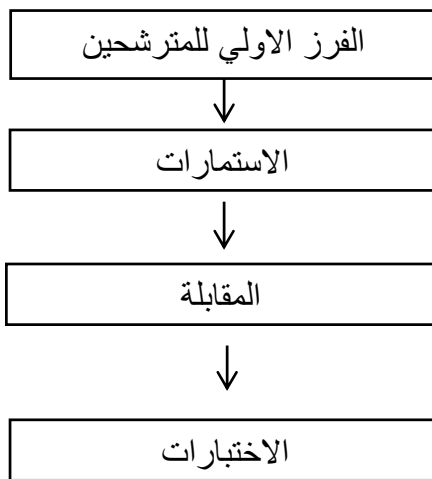 الفرز الاولي للمترشحين
الاستمارات
المقابلة
الاختبارات